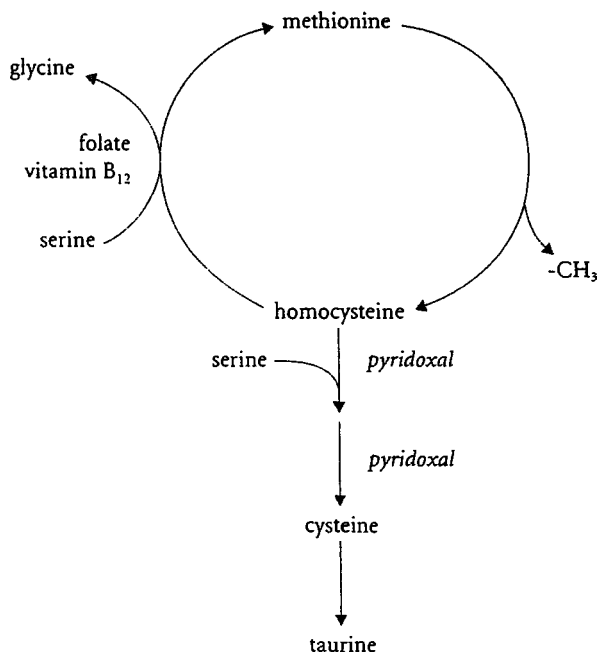 methionine
glycine
folate
vitamin B₁₂
serine
-CH₃
homocysteine
serine
pyridoxal
pyridoxal
cysteine
taurine